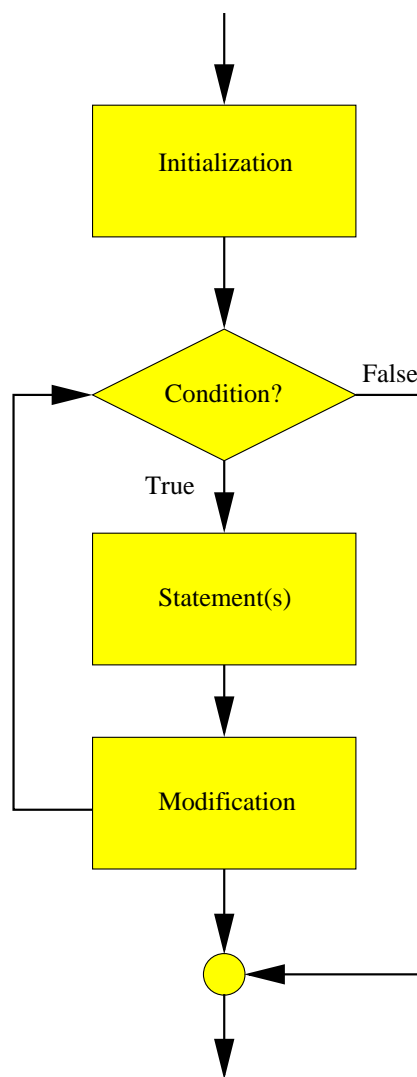 Initialization
Condition?
False
True
Statement(s)
Modification